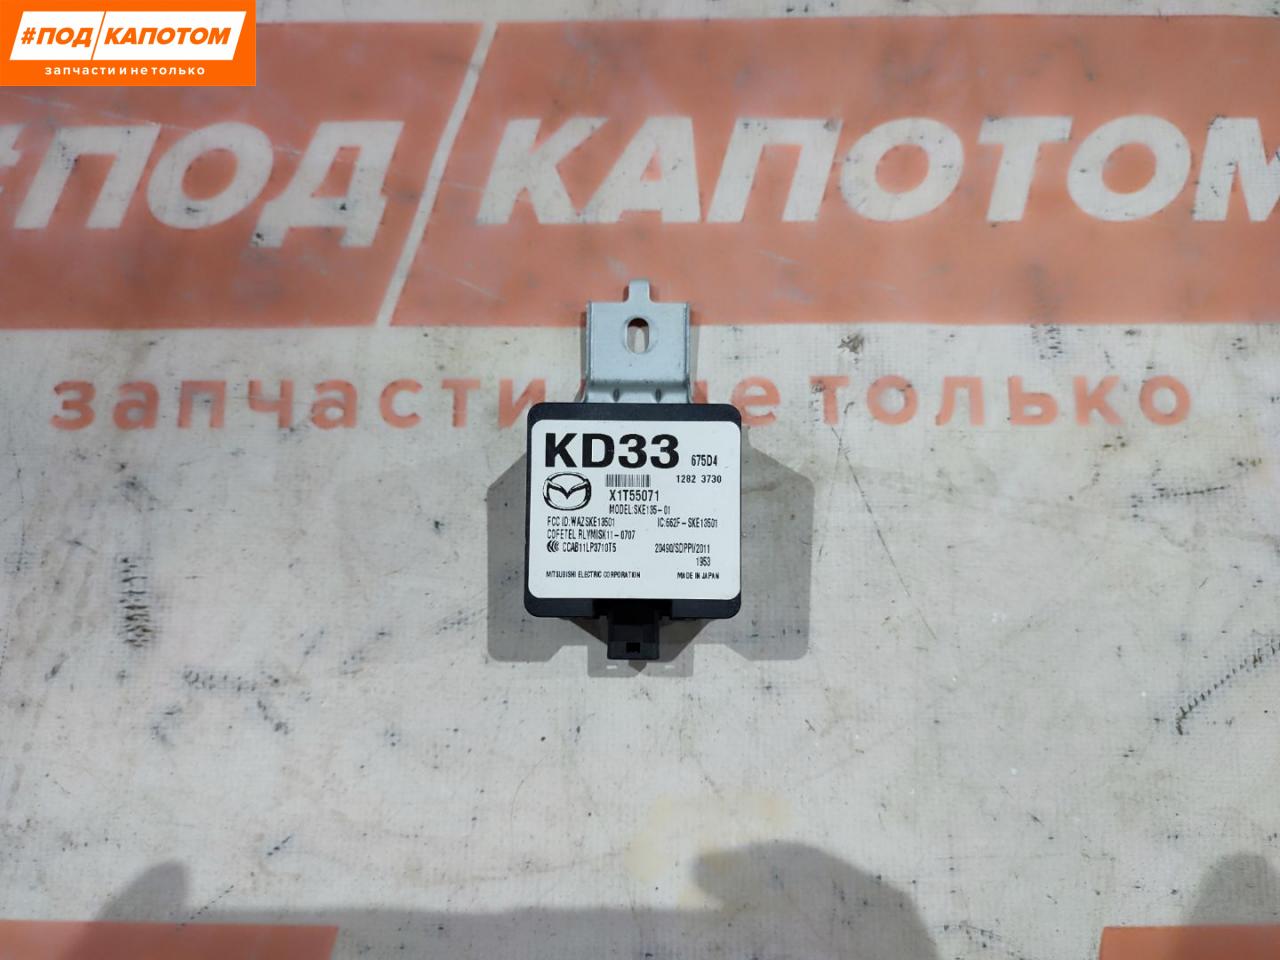 #ПОД КАПОТОМ
запчасти и не только
#ПОД КАПОТОМ
запчасти не только
KD33 675D4
1282 3730
X1T55071
MODEL:SKE135-01
FCC ID:WAZSKE13501 IC:662F-SKE13501
COFETEL RLVMISK11-0707
CCAB11LP3710T5 20490/SDPPI/2011
1953
MITSUBISHI ELECTRIC CORPORATION MADE IN JAPAN